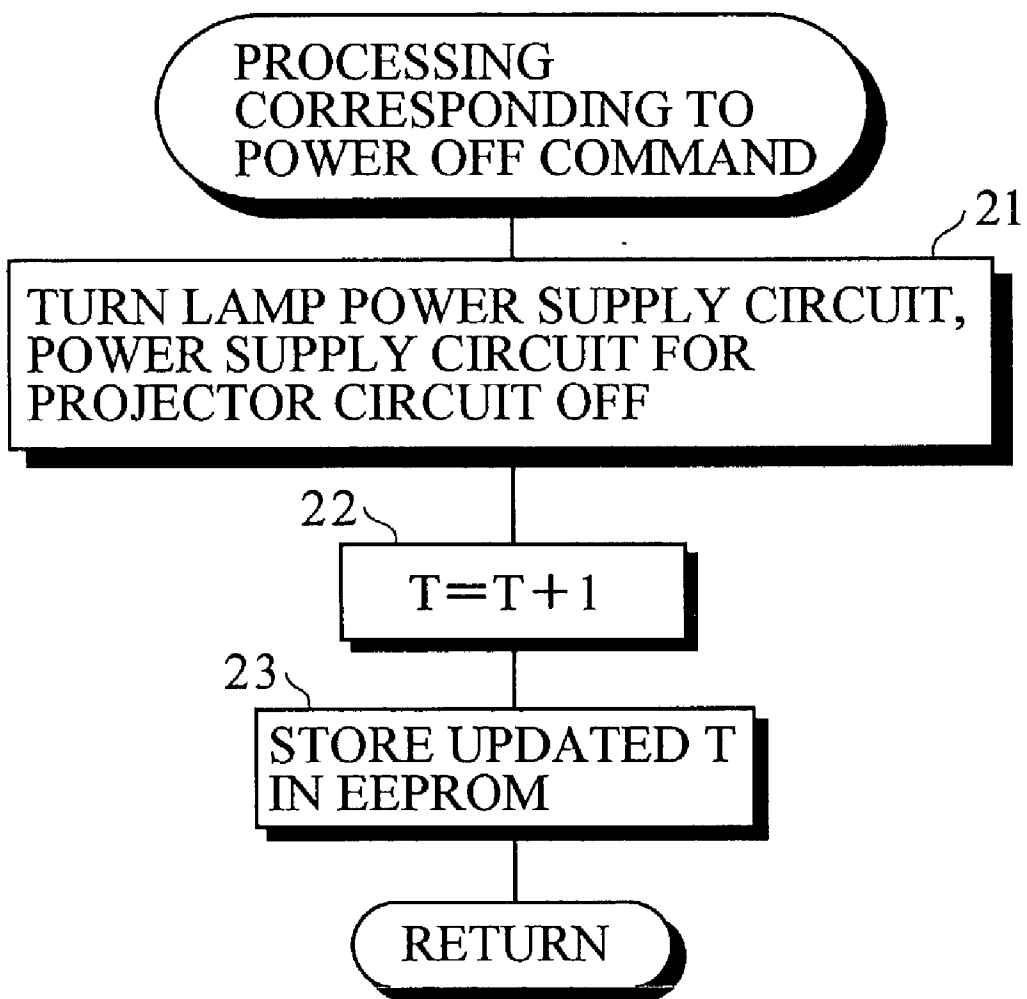 PROCESSING
CORRESPONDING TO
POWER OFF COMMAND
21
TURN LAMP POWER SUPPLY CIRCUIT,
POWER SUPPLY CIRCUIT FOR
PROJECTOR CIRCUIT OFF
22
T=T+1
23
STORE UPDATED T
IN EEPROM
RETURN